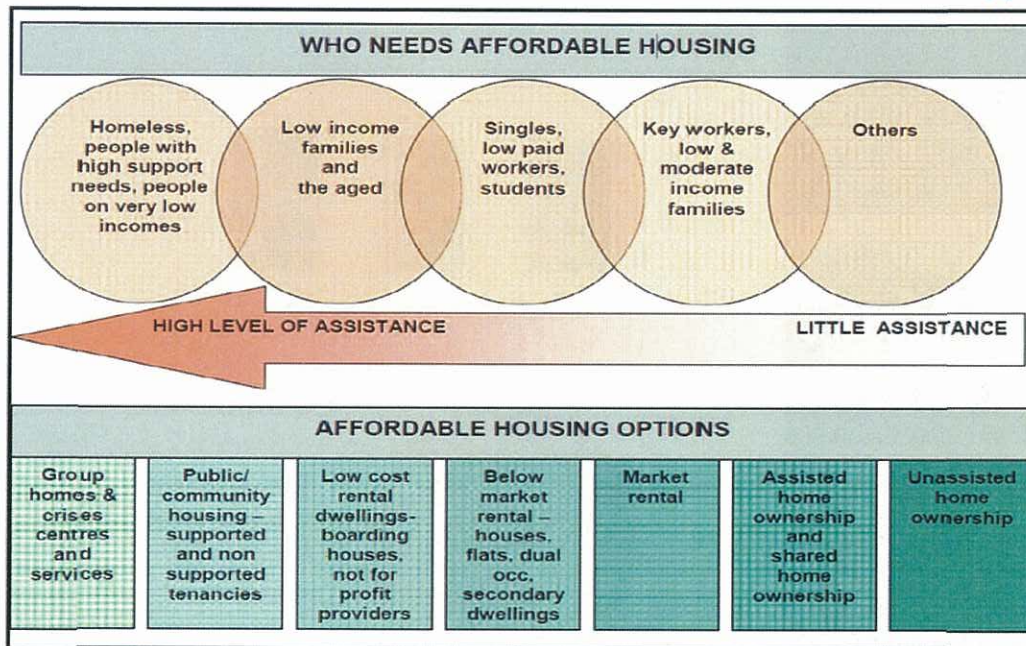 WHO NEEDS AFFORDABLE HOUSING
Homeless,
people with
high support
needs, people
on very low
incomes
Low income
families
and
the aged
Singles,
low paid
workers,
students
Key workers,
low &
moderate
income
families
Others
HIGH LEVEL OF ASSISTANCE
LITTLE ASSISTANCE
AFFORDABLE HOUSING OPTIONS
Group
homes &
crises
centres
and
services
Public/
community
housing –
supported
and non
supported
tenancies
Low cost
rental
dwellings-
boarding
houses,
not for
profit
providers
Below
market
rental –
houses,
flats, dual
occ,
secondary
dwellings
Market
rental
Assisted
home
ownership
and
shared
home
ownership
Unassisted
home
ownership